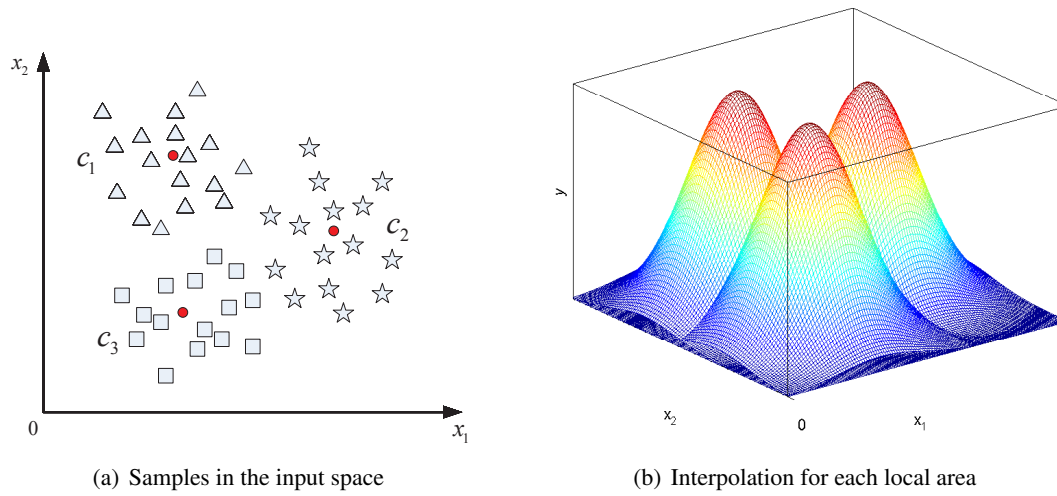 x2
c1
c2
c3
0
x1
(a) Samples in the input space
y
x2
0
x1
(b) Interpolation for each local area